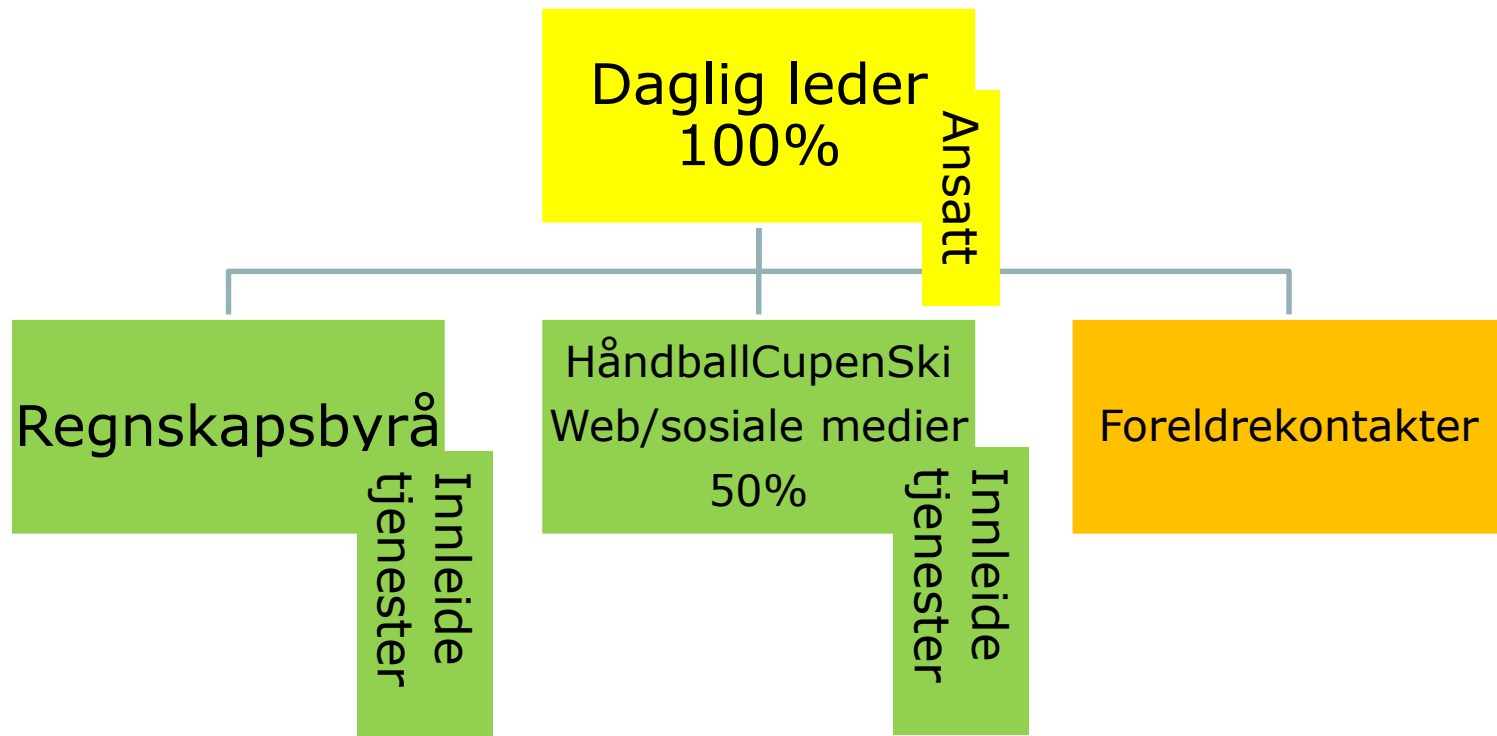 Daglig leder
100%
Ansatt
Regnskapsbyrå
Innleide
tjenester
HåndballCupenSki
Web/sosiale medier
50%
Innleide
tjenester
Foreldrekontakter